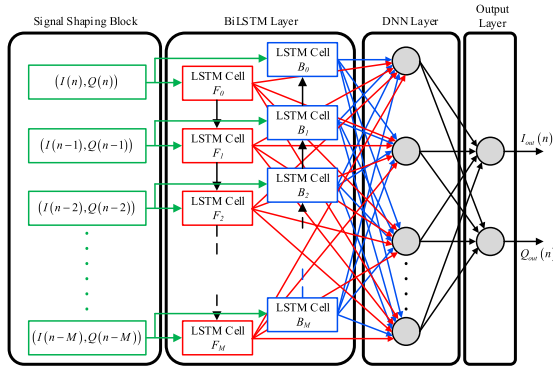 Signal Shaping Block
BiLSTM Layer
DNN Layer
Output
Layer
(I(n),Q(n))
(I(n−1),Q(n−1))
(I(n−2),Q(n−2))
(I(n−M),Q(n−M))
LSTM Cell
F0
LSTM Cell
F1
LSTM Cell
F2
LSTM Cell
FM
LSTM Cell
B0
LSTM Cell
B1
LSTM Cell
B2
LSTM Cell
BM
Iout(n)
Qout(n)